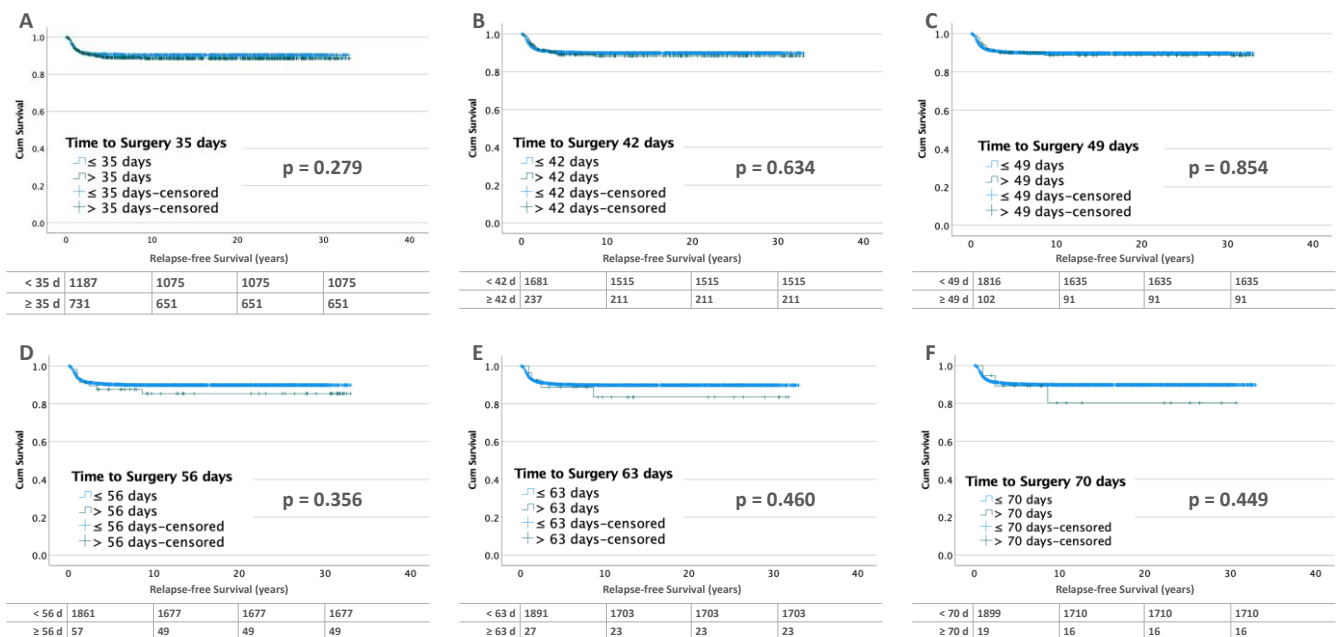 A
1.0
0.8
0.6
0.4
0.2
0.0
Cum Survival
Time to Surgery 35 days
≤ 35 days
> 35 days
≤ 35 days-censored
> 35 days-censored
p = 0.279
0 10 20 30 40
Relapse-free Survival (years)
< 35 d 1187 1075 1075 1075
≥ 35 d 731 651 651 651
B
1.0
0.8
0.6
0.4
0.2
0.0
Cum Survival
Time to Surgery 42 days
≤ 42 days
> 42 days
≤ 42 days-censored
> 42 days-censored
p = 0.634
0 10 20 30 40
Relapse-free Survival (years)
< 42 d 1681 1515 1515 1515
≥ 42 d 237 211 211 211
C
1.0
0.8
0.6
0.4
0.2
0.0
Cum Survival
Time to Surgery 49 days
≤ 49 days
> 49 days
≤ 49 days-censored
> 49 days-censored
p = 0.854
0 10 20 30 40
Relapse-free Survival (years)
< 49 d 1816 1635 1635 1635
≥ 49 d 102 91 91 91
D
1.0
0.8
0.6
0.4
0.2
0.0
Cum Survival
Time to Surgery 56 days
≤ 56 days
> 56 days
≤ 56 days-censored
> 56 days-censored
p = 0.356
0 10 20 30 40
Relapse-free Survival (years)
< 56 d 1861 1677 1677 1677
≥ 56 d 57 49 49 49
E
1.0
0.8
0.6
0.4
0.2
0.0
Cum Survival
Time to Surgery 63 days
≤ 63 days
> 63 days
≤ 63 days-censored
> 63 days-censored
p = 0.460
0 10 20 30 40
Relapse-free Survival (years)
< 63 d 1891 1703 1703 1703
≥ 63 d 27 23 23 23
F
1.0
0.8
0.6
0.4
0.2
0.0
Cum Survival
Time to Surgery 70 days
≤ 70 days
> 70 days
≤ 70 days-censored
> 70 days-censored
p = 0.449
0 10 20 30 40
Relapse-free Survival (years)
< 70 d 1899 1710 1710 1710
≥ 70 d 19 16 16 16